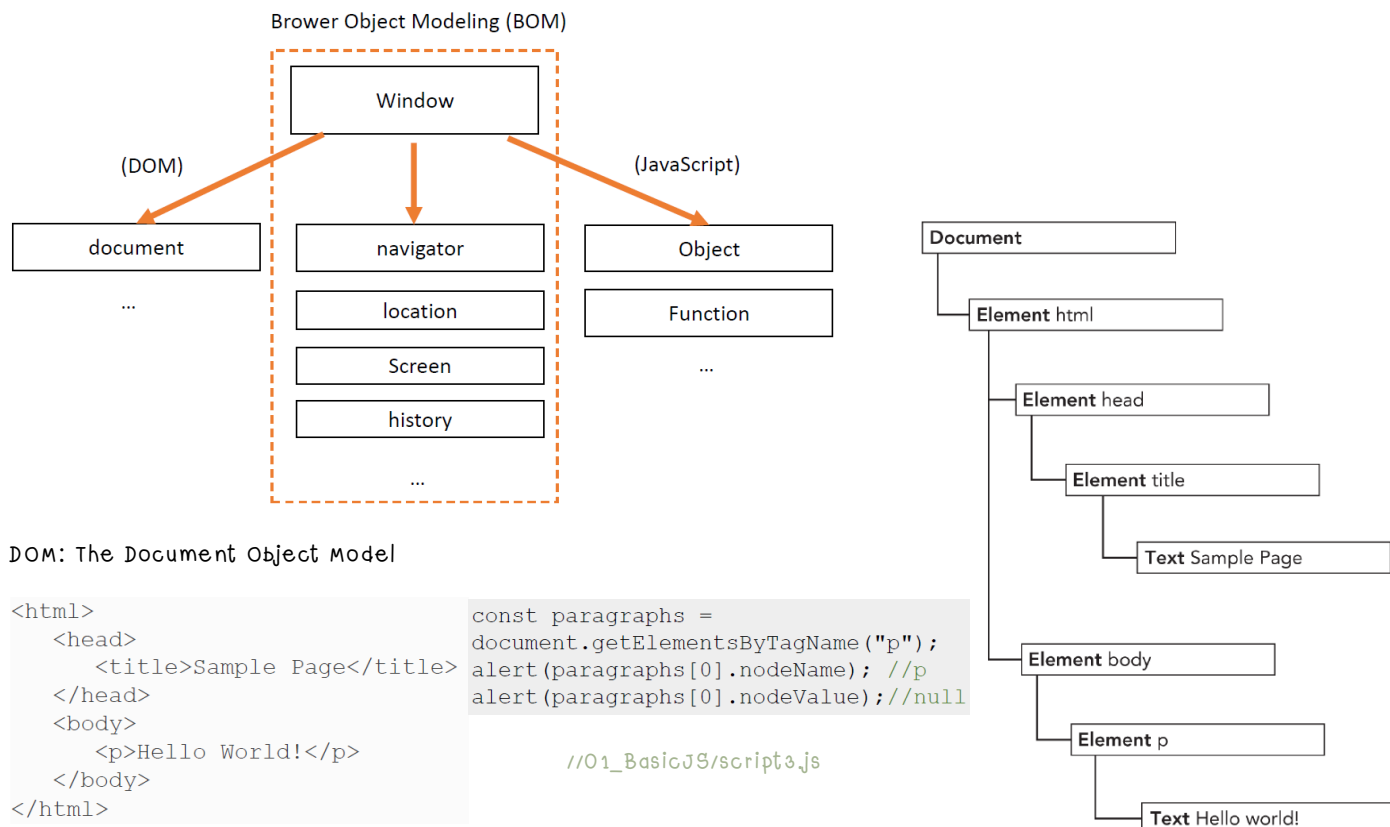 Brower Object Modeling (BOM)
Window
(DOM)
(JavaScript)
document
...
navigator
location
Screen
history
...
Object
Function
...
Document
Element html
Element head
Element title
Text Sample Page
Element body
Element p
Text Hello world!
DOM: The Document Object Model
<html>
<head>
<title>Sample Page</title>
</head>
<body>
<p>Hello World!</p>
</body>
</html>
const paragraphs =
document.getElementsByTagName("p");
alert(paragraphs[0].nodeName); //p
alert(paragraphs[0].nodeValue);//null
//01_BasicJS/script3.js